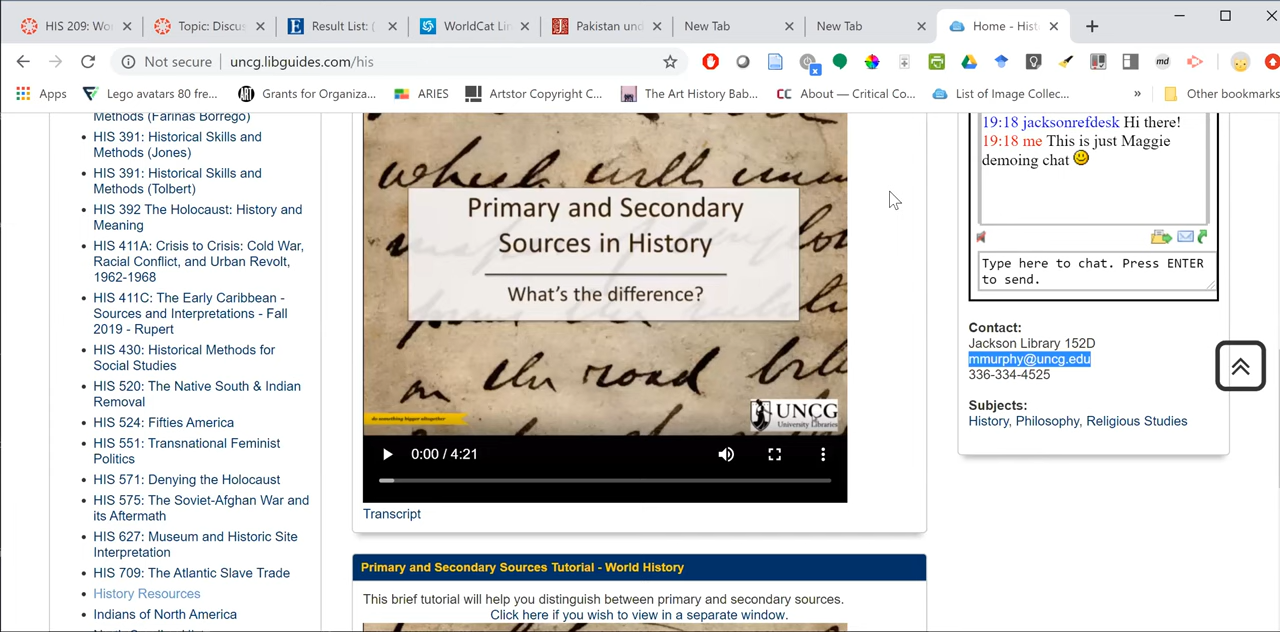 HIS 209: Wo
Topic: Discu
Result List: (
WorldCat Lin
Pakistan und
New Tab
New Tab
Home - Hist
Not secure
uncg.libguides.com/his
Apps
Lego avatars 80 fre...
Grants for Organiza...
ARIES
Artstor Copyright C...
The Art History Bab...
About — Critical Co...
List of Image Collec...
»
Other bookmarks
Methods (Farinas Borrego)
HIS 391: Historical Skills and
Methods (Jones)
HIS 391: Historical Skills and
Methods (Tolbert)
HIS 392 The Holocaust: History and
Meaning
HIS 411A: Crisis to Crisis: Cold War,
Racial Conflict, and Urban Revolt,
1962-1968
HIS 411C: The Early Caribbean -
Sources and Interpretations - Fall
2019 - Rupert
HIS 430: Historical Methods for
Social Studies
HIS 520: The Native South & Indian
Removal
HIS 524: Fifties America
HIS 551: Transnational Feminist
Politics
HIS 571: Denying the Holocaust
HIS 575: The Soviet-Afghan War and
its Aftermath
HIS 627: Museum and Historic Site
Interpretation
HIS 709: The Atlantic Slave Trade
History Resources
Indians of North America
Primary and Secondary
Sources in History
What's the difference?
on the road
do something bigger altogether
UNCG
University Libraries
0:00 / 4:21
Transcript
Primary and Secondary Sources Tutorial - World History
This brief tutorial will help you distinguish between primary and secondary sources.
Click here if you wish to view in a separate window.
19:18 jacksonrefdesk Hi there!
19:18 me This is just Maggie
demoing chat
Type here to chat. Press ENTER
to send.
Contact:
Jackson Library 152D
mmurphy@uncg.edu
336-334-4525
Subjects:
History, Philosophy, Religious Studies